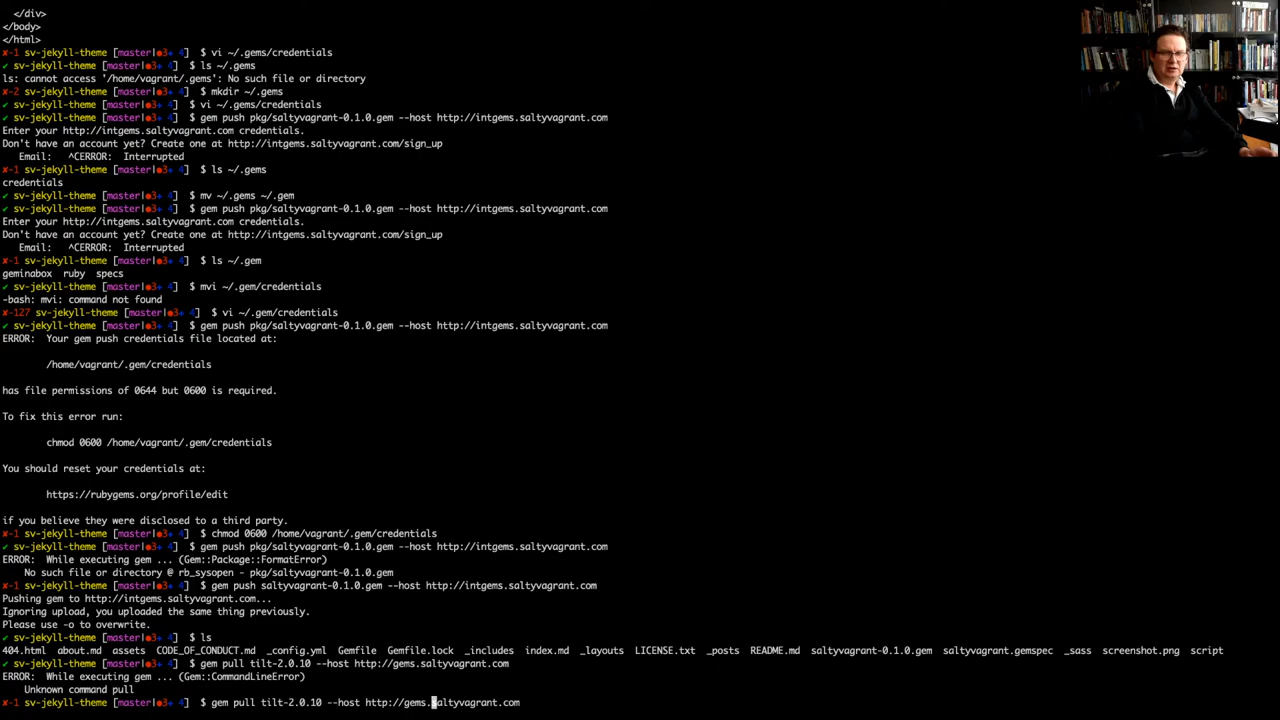 </div>
</body>
</html>
✘-1 sv-jekyll-theme [master|●3✚ 4] $ vi ~/.gems/credentials
✔ sv-jekyll-theme [master|●3✚ 4] $ ls ~/.gems
ls: cannot access '/home/vagrant/.gems': No such file or directory
✘-2 sv-jekyll-theme [master|●3✚ 4] $ mkdir ~/.gems
✔ sv-jekyll-theme [master|●3✚ 4] $ vi ~/.gems/credentials
✔ sv-jekyll-theme [master|●3✚ 4] $ gem push pkg/saltyvagrant-0.1.0.gem --host http://intgems.saltyvagrant.com
Enter your http://intgems.saltyvagrant.com credentials.
Don't have an account yet? Create one at http://intgems.saltyvagrant.com/sign_up
Email: ^CERROR: Interrupted
✘-1 sv-jekyll-theme [master|●3✚ 4] $ ls ~/.gems
credentials
✔ sv-jekyll-theme [master|●3✚ 4] $ mv ~/.gems ~/.gem
✔ sv-jekyll-theme [master|●3✚ 4] $ gem push pkg/saltyvagrant-0.1.0.gem --host http://intgems.saltyvagrant.com
Enter your http://intgems.saltyvagrant.com credentials.
Don't have an account yet? Create one at http://intgems.saltyvagrant.com/sign_up
Email: ^CERROR: Interrupted
✘-1 sv-jekyll-theme [master|●3✚ 4] $ ls ~/.gem
geminabox ruby specs
✔ sv-jekyll-theme [master|●3✚ 4] $ mvi ~/.gem/credentials
-bash: mvi: command not found
✘-127 sv-jekyll-theme [master|●3✚ 4] $ vi ~/.gem/credentials
✔ sv-jekyll-theme [master|●3✚ 4] $ gem push pkg/saltyvagrant-0.1.0.gem --host http://intgems.saltyvagrant.com
ERROR: Your gem push credentials file located at:
/home/vagrant/.gem/credentials
has file permissions of 0644 but 0600 is required.
To fix this error run:
chmod 0600 /home/vagrant/.gem/credentials
You should reset your credentials at:
https://rubygems.org/profile/edit
if you believe they were disclosed to a third party.
✘-1 sv-jekyll-theme [master|●3✚ 4] $ chmod 0600 /home/vagrant/.gem/credentials
✔ sv-jekyll-theme [master|●3✚ 4] $ gem push pkg/saltyvagrant-0.1.0.gem --host http://intgems.saltyvagrant.com
ERROR: While executing gem ... (Gem::Package::FormatError)
No such file or directory @ rb_sysopen - pkg/saltyvagrant-0.1.0.gem
✘-1 sv-jekyll-theme [master|●3✚ 4] $ gem push saltyvagrant-0.1.0.gem --host http://intgems.saltyvagrant.com
Pushing gem to http://intgems.saltyvagrant.com...
Ignoring upload, you uploaded the same thing previously.
Please use -o to overwrite.
✔ sv-jekyll-theme [master|●3✚ 4] $ ls
404.html about.md assets CODE_OF_CONDUCT.md _config.yml Gemfile Gemfile.lock _includes index.md _layouts LICENSE.txt _posts README.md saltyvagrant-0.1.0.gem saltyvagrant.gemspec _sass screenshot.png script
✔ sv-jekyll-theme [master|●3✚ 4] $ gem pull tilt-2.0.10 --host http://gems.saltyvagrant.com
ERROR: While executing gem ... (Gem::CommandLineError)
Unknown command pull
✘-1 sv-jekyll-theme [master|●3✚ 4] $ gem pull tilt-2.0.10 --host http://gems.saltyvagrant.com